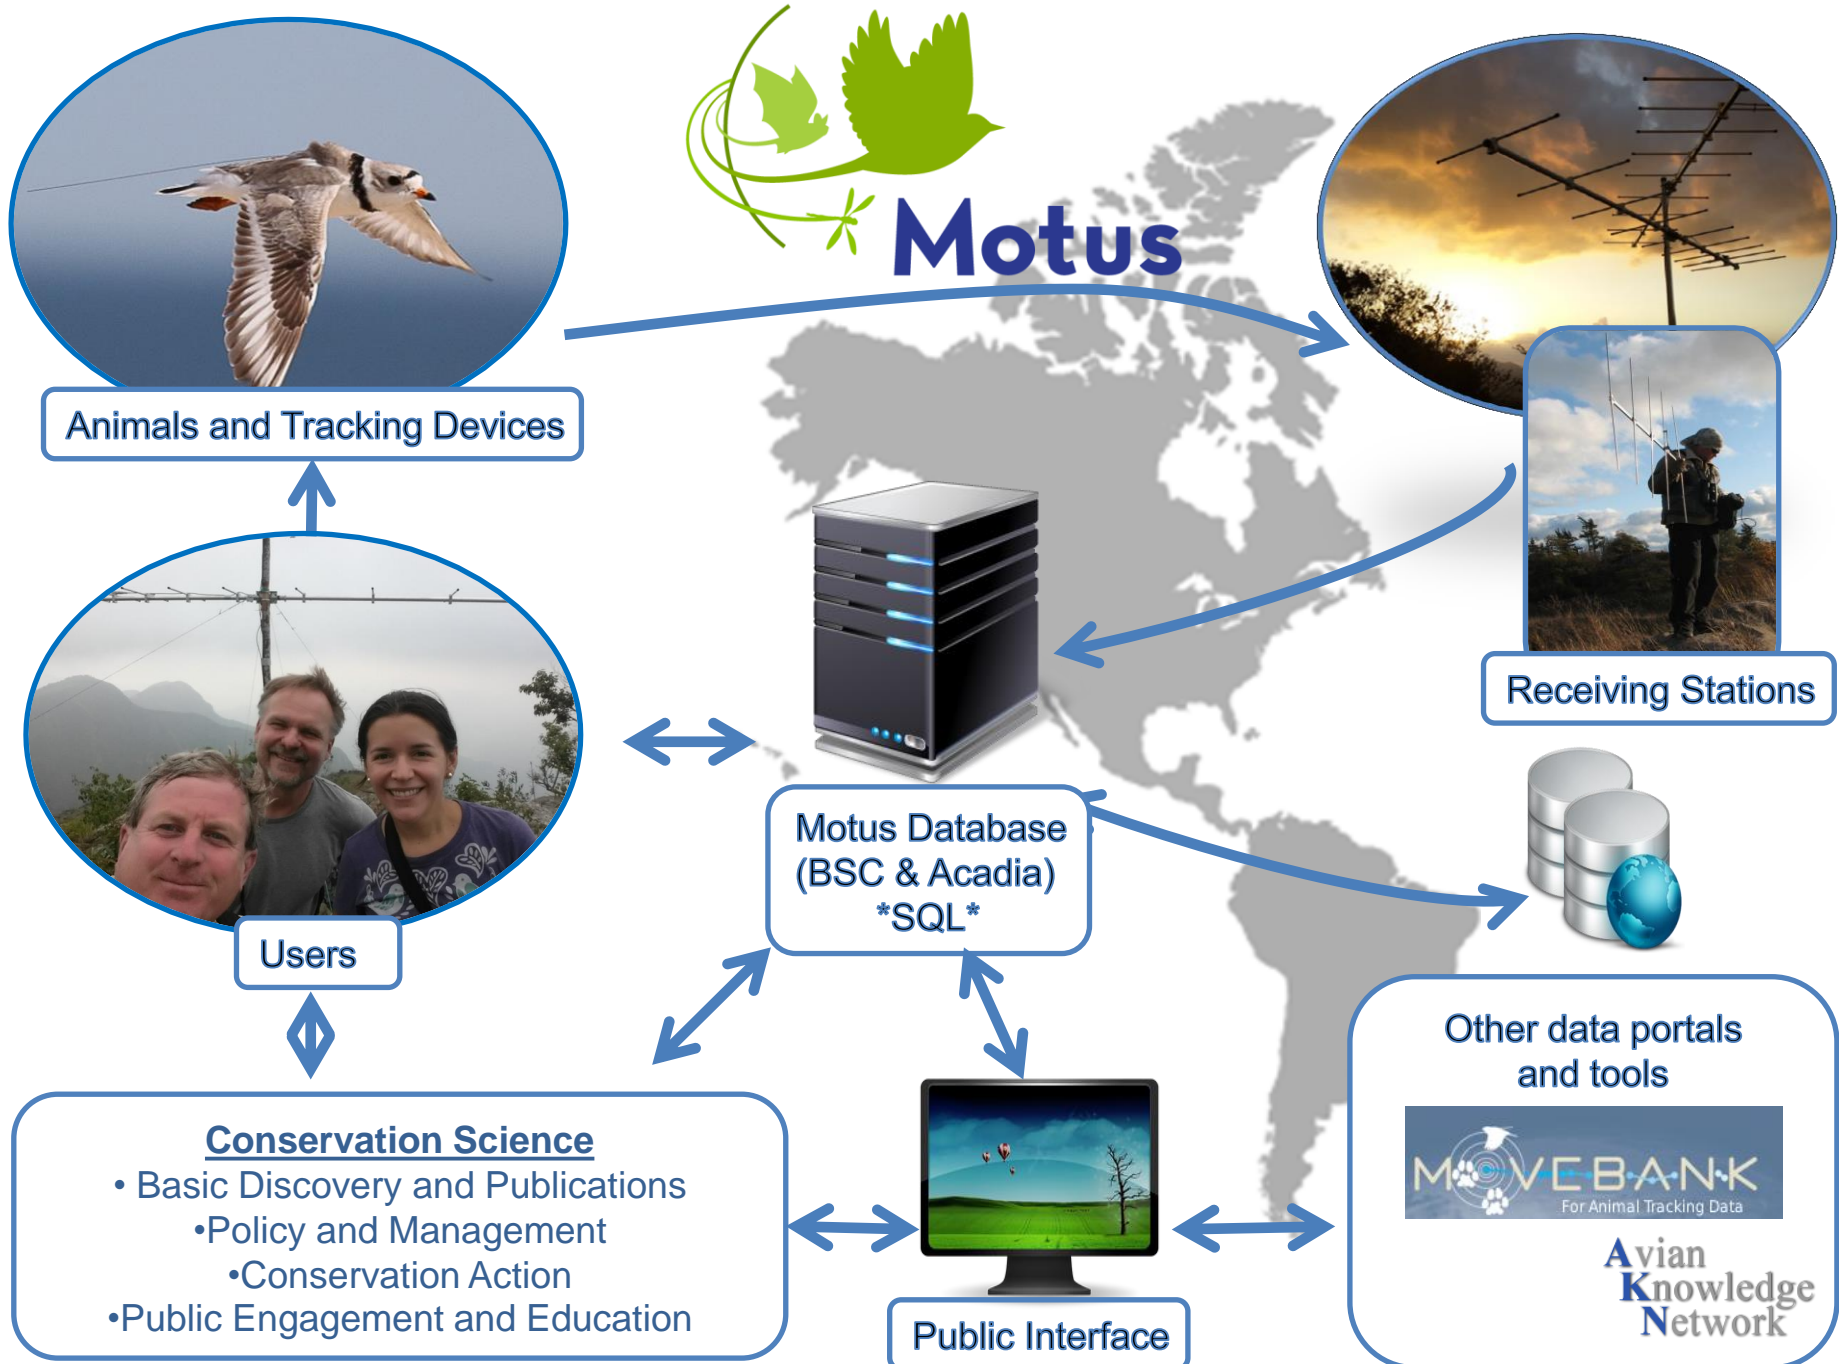 Motus
Animals and Tracking Devices
Receiving Stations
Motus Database
(BSC & Acadia)
*SQL*
Users
Other data portals
and tools
MOVEBANK
For Animal Tracking Data
Avian
Knowledge
Network
Conservation Science
• Basic Discovery and Publications
•Policy and Management
•Conservation Action
•Public Engagement and Education
Public Interface